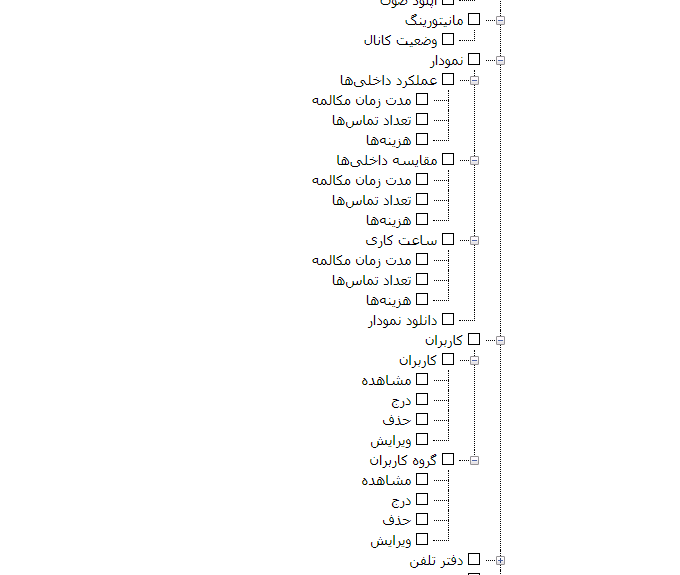 آپلود صوت
مانیتورینگ
وضعیت کانال
نمودار
عملکرد داخلی‌ها
مدت زمان مکالمه
تعداد تماس‌ها
هزینه‌ها
مقایسه داخلی‌ها
مدت زمان مکالمه
تعداد تماس‌ها
هزینه‌ها
ساعت کاری
مدت زمان مکالمه
تعداد تماس‌ها
هزینه‌ها
دانلود نمودار
کاربران
کاربران
مشاهده
درج
حذف
ویرایش
گروه کاربران
مشاهده
درج
حذف
ویرایش
دفتر تلفن